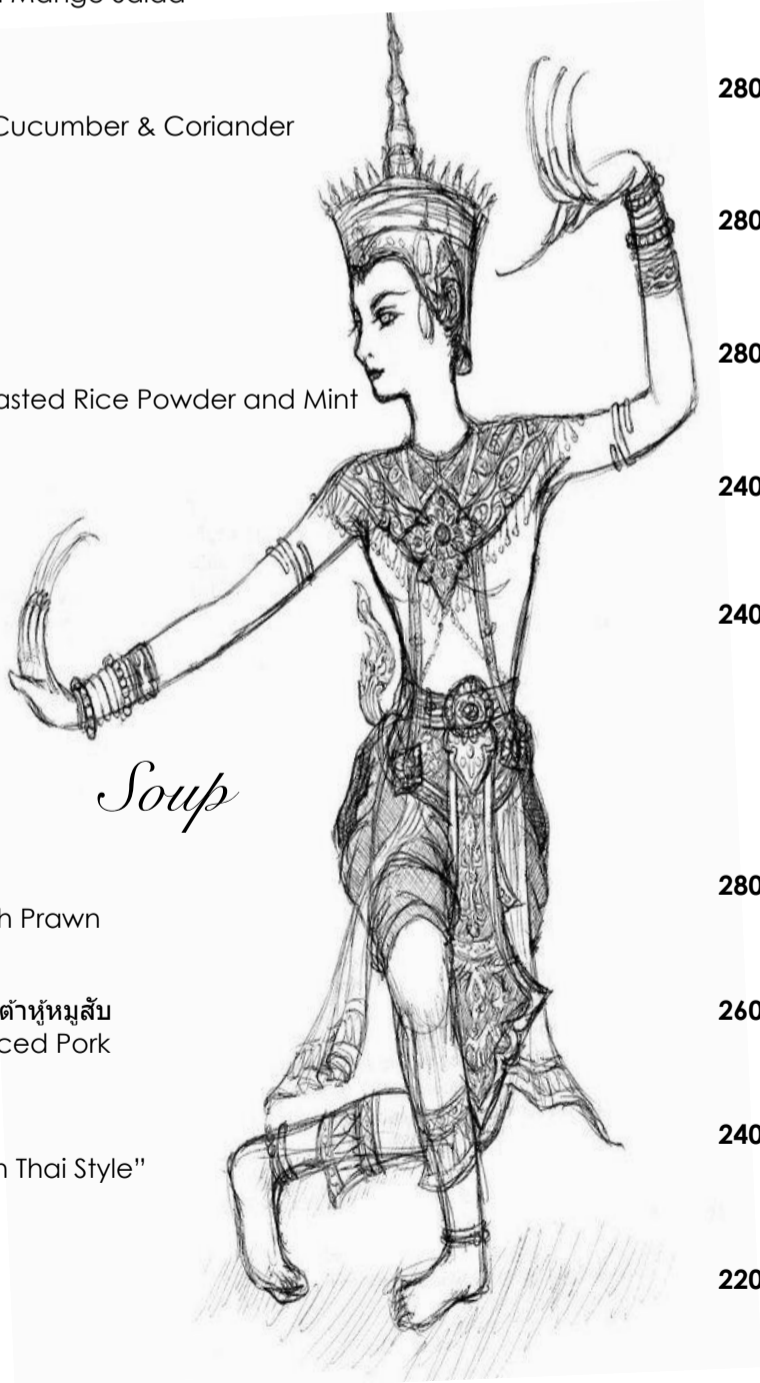 Mango Salad
280
Cucumber & Coriander
280
280
asted Rice Powder and Mint
240
240
Soup
280
h Prawn
เต้าหู้หมูสับ
260
ced Pork
240
n Thai Style”
220